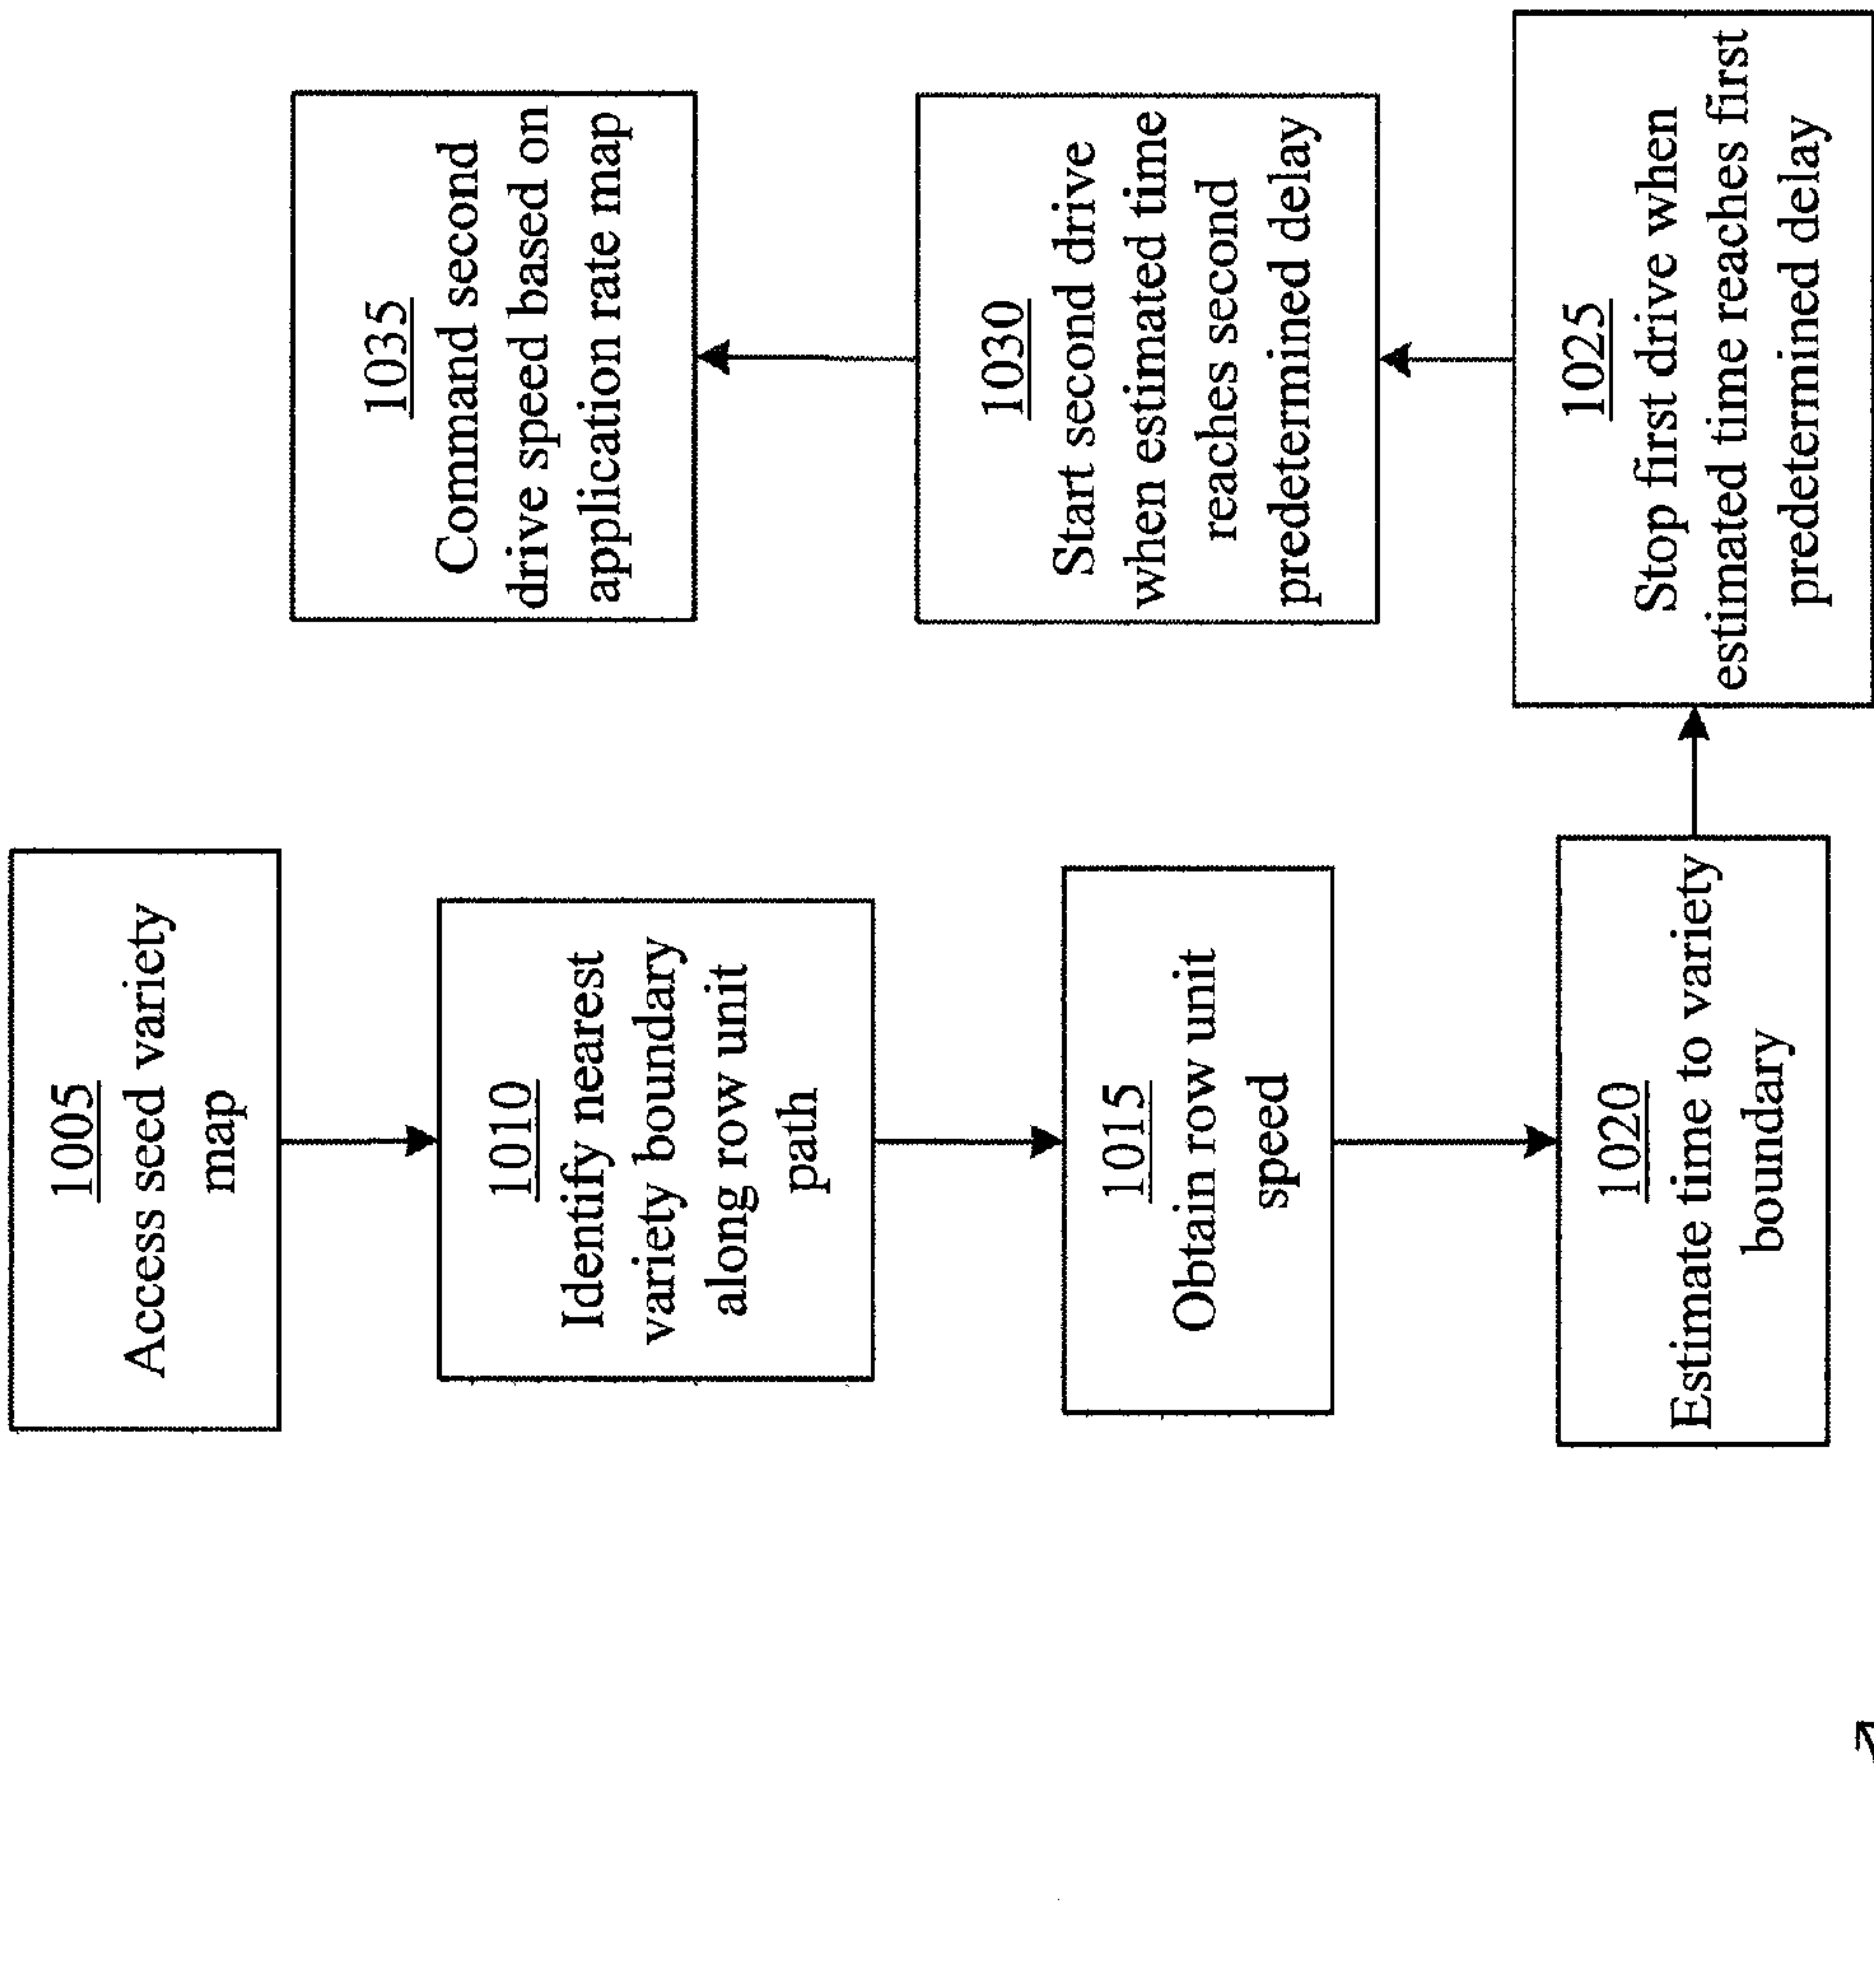 1005
Access seed variety
map
1010
Identify nearest
variety boundary
along row unit
path
1015
Obtain row unit
speed
1020
Estimate time to variety
boundary
1025
Stop first drive when
estimated time reaches first
predetermined delay
1030
Start second drive
when estimated time
reaches second
predetermined delay
1035
Command second
drive speed based on
application rate map